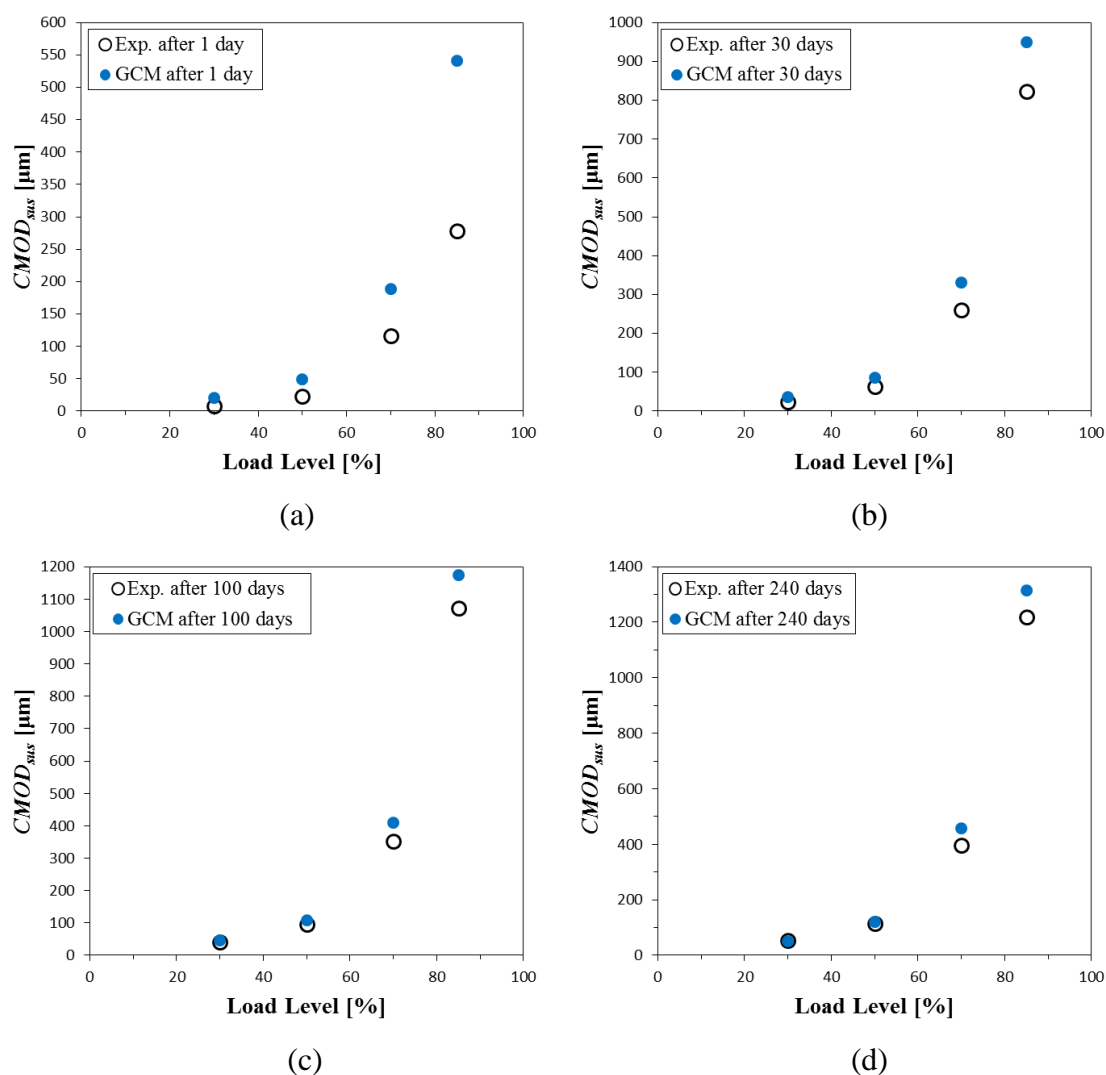 600
550
500
450
400
350
300
250
200
150
100
50
0
CMOD_sus [µm]
Exp. after 1 day
GCM after 1 day
0 20 40 60 80 100
Load Level [%]
(a)
1000
900
800
700
600
500
400
300
200
100
0
CMOD_sus [µm]
Exp. after 30 days
GCM after 30 days
0 20 40 60 80 100
Load Level [%]
(b)
1200
1100
1000
900
800
700
600
500
400
300
200
100
0
CMOD_sus [µm]
Exp. after 100 days
GCM after 100 days
0 20 40 60 80 100
Load Level [%]
(c)
1400
1200
1000
800
600
400
200
0
CMOD_sus [µm]
Exp. after 240 days
GCM after 240 days
0 20 40 60 80 100
Load Level [%]
(d)